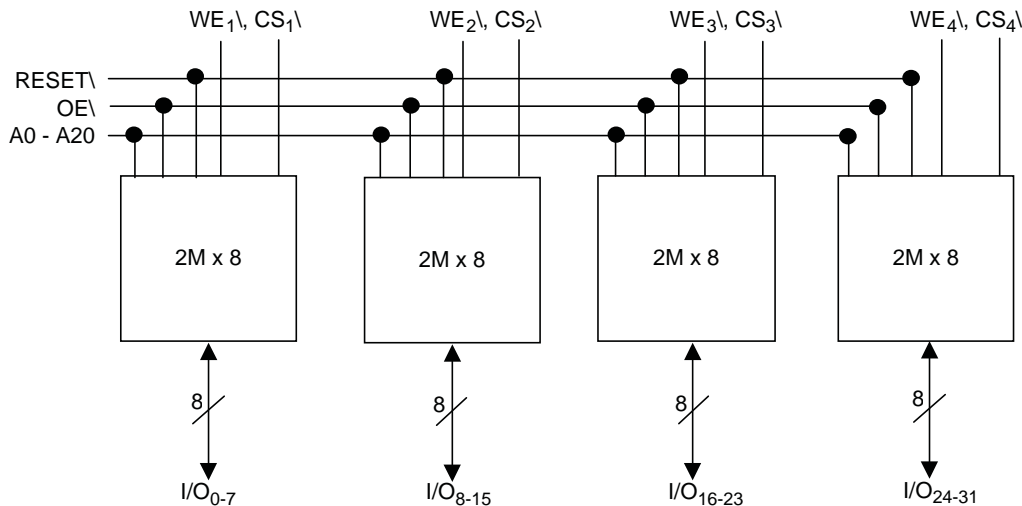 WE1\, CS1\ WE2\, CS2\ WE3\, CS3\ WE4\, CS4\
RESET\
OE\
A0 - A20
2M x 8 2M x 8 2M x 8 2M x 8
8 8 8 8
I/O0-7 I/O8-15 I/O16-23 I/O24-31